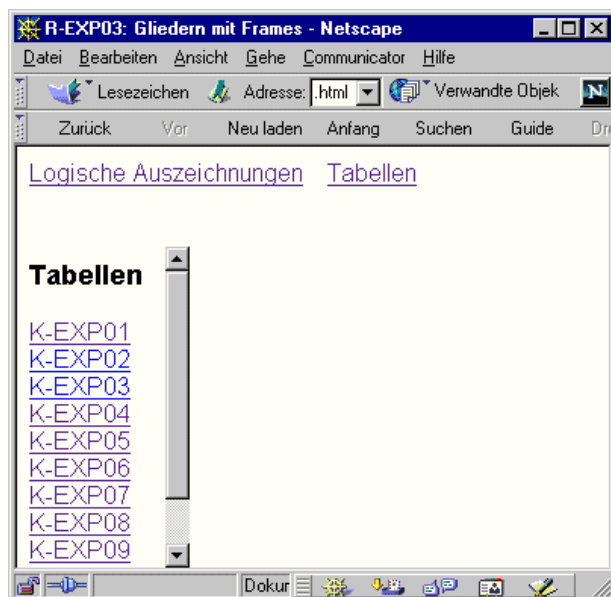 R-EXP03: Gliedern mit Frames - Netscape
Datei Bearbeiten Ansicht Gehe Communicator Hilfe
Lesezeichen Adresse: .html Verwandte Objek N
Zurück Vor Neu laden Anfang Suchen Guide Dr
Logische Auszeichnungen Tabellen
Tabellen
K-EXP01
K-EXP02
K-EXP03
K-EXP04
K-EXP05
K-EXP06
K-EXP07
K-EXP08
K-EXP09
Dokur